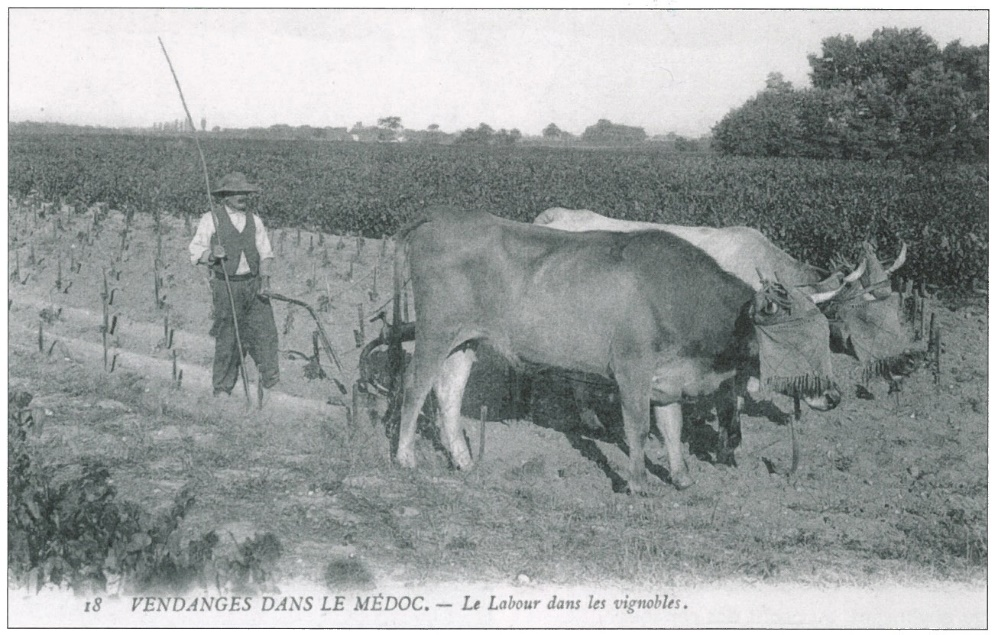 18 VENDANGES DANS LE MÉDOC. — Le Labour dans les vignobles.